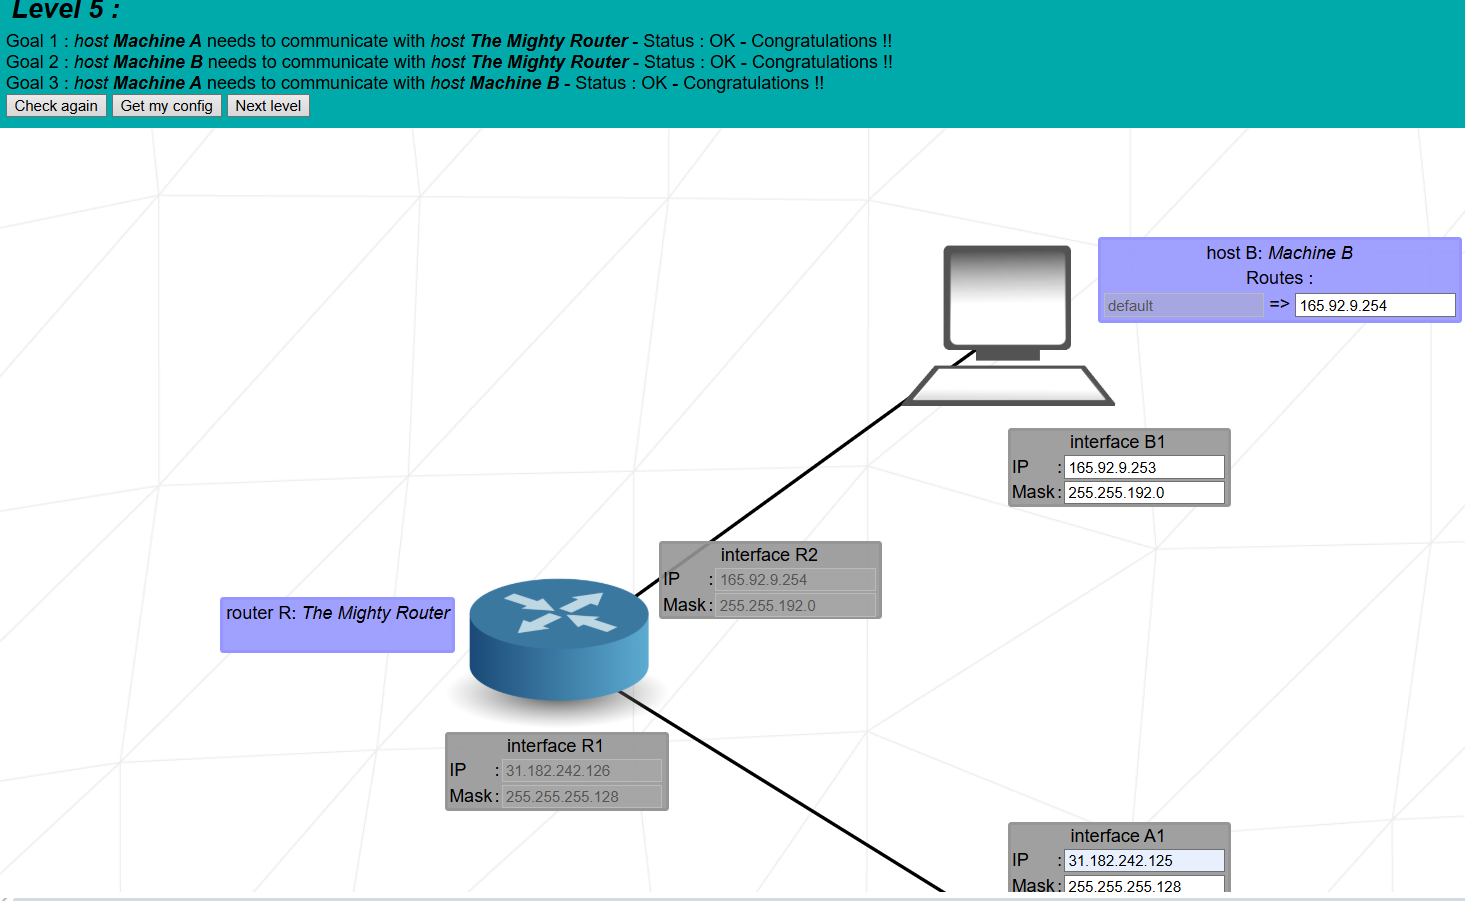 Level 5 :
Goal 1 : host Machine A needs to communicate with host The Mighty Router - Status : OK - Congratulations !!
Goal 2 : host Machine B needs to communicate with host The Mighty Router - Status : OK - Congratulations !!
Goal 3 : host Machine A needs to communicate with host Machine B - Status : OK - Congratulations !!
Check again Get my config Next level
host B: Machine B
Routes :
default => 165.92.9.254
interface B1
IP : 165.92.9.253
Mask : 255.255.192.0
interface R2
IP : 165.92.9.254
Mask : 255.255.192.0
router R: The Mighty Router
interface R1
IP : 31.182.242.126
Mask : 255.255.255.128
interface A1
IP : 31.182.242.125
Mask : 255.255.255.128